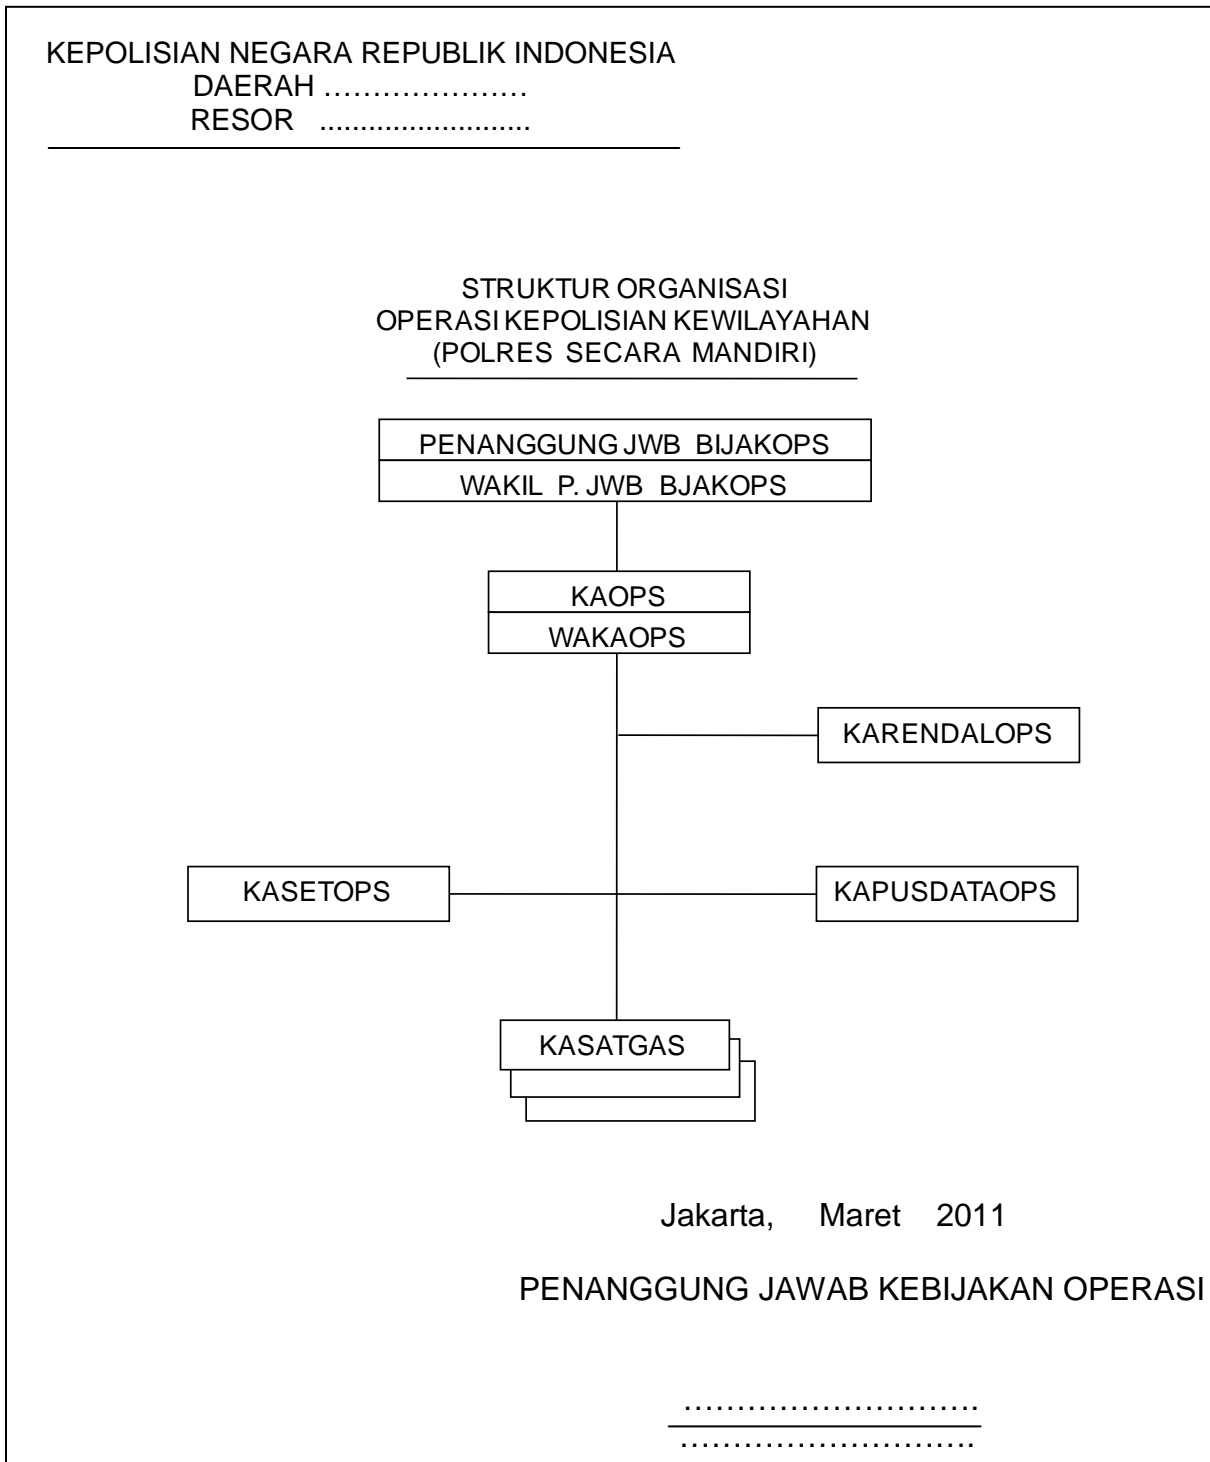 KEPOLISIAN NEGARA REPUBLIK INDONESIA
DAERAH .....................
RESOR ..........................
STRUKTUR ORGANISASI
OPERASI KEPOLISIAN KEWILAYAHAN
(POLRES SECARA MANDIRI)
PENANGGUNG JWB BIJAKOPS
WAKIL P. JWB BJAKOPS
KAOPS
WAKAOPS
KARENDALOPS
KASETOPS
KAPUSDATAOPS
KASATGAS
Jakarta, Maret 2011
PENANGGUNG JAWAB KEBIJAKAN OPERASI
............................
............................